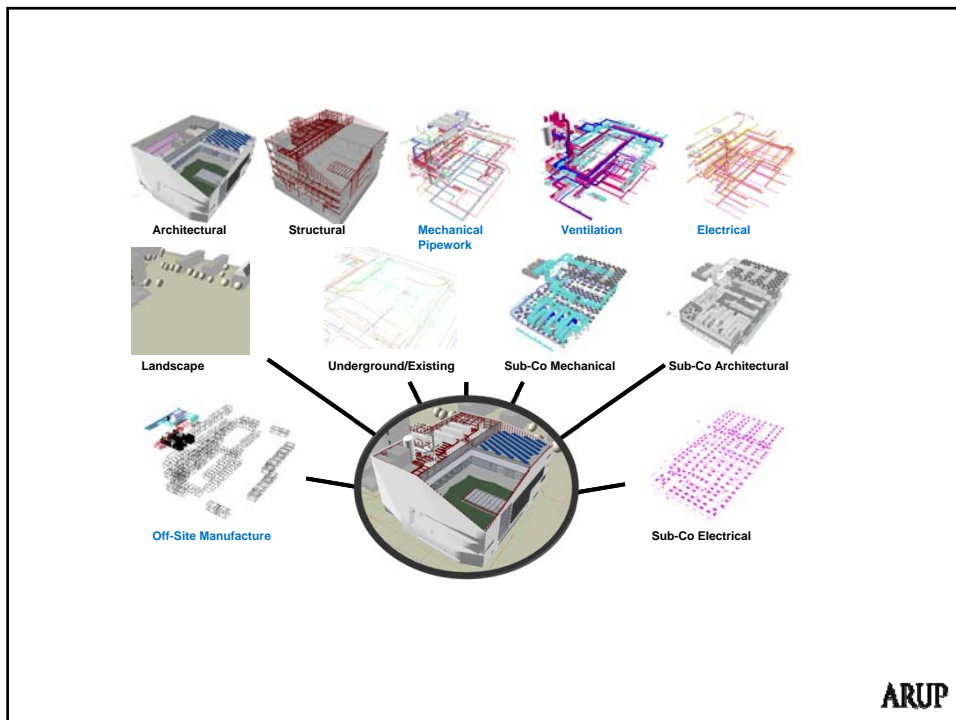 Architectural
Structural
Mechanical
Pipework
Ventilation
Electrical
Landscape
Underground/Existing
Sub-Co Mechanical
Sub-Co Architectural
Off-Site Manufacture
Sub-Co Electrical
ARUP